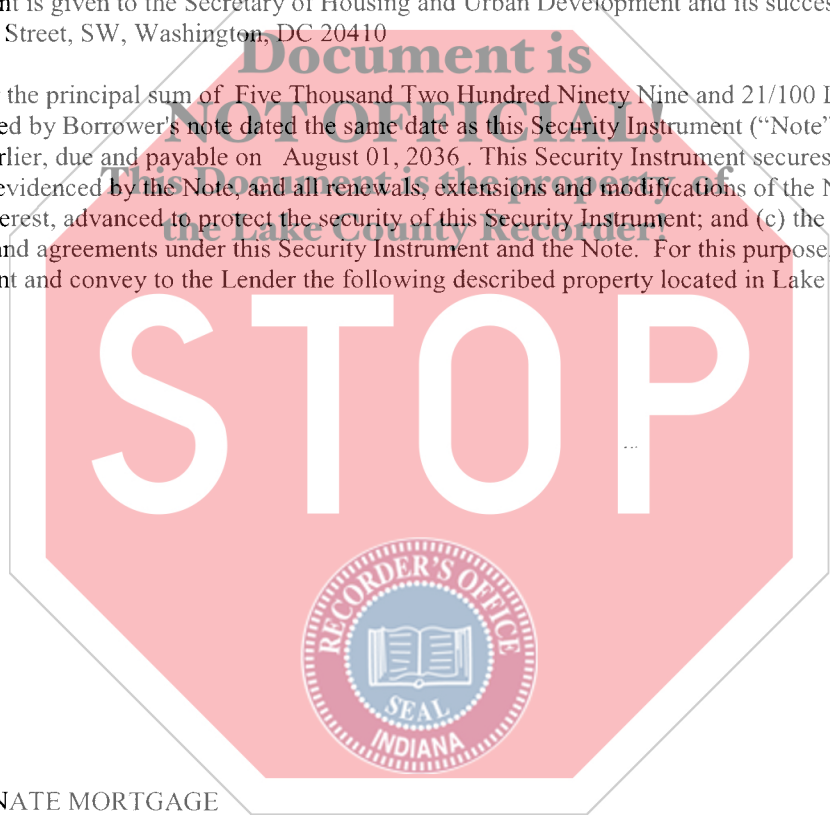 nt is given to the Secretary of Housing and Urban Development and its succes
Street, SW, Washington, DC 20410
Document is
the principal sum of Five Thousand Two Hundred Ninety Nine and 21/100 D
NOT OFFICIAL!
ed by Borrower's note dated the same date as this Security Instrument ("Note"
rlier, due and payable on August 01, 2036 . This Security Instrument secures
This Document is the property of
evidenced by the Note, and all renewals, extensions and modifications of the N
erest, advanced to protect the security of this Security Instrument; and (c) the
the Lake County Recorder!
nd agreements under this Security Instrument and the Note. For this purpose,
nt and convey to the Lender the following described property located in Lake
STOP
RECORDER'S OFFICE
SEAL
INDIANA
NATE MORTGAGE